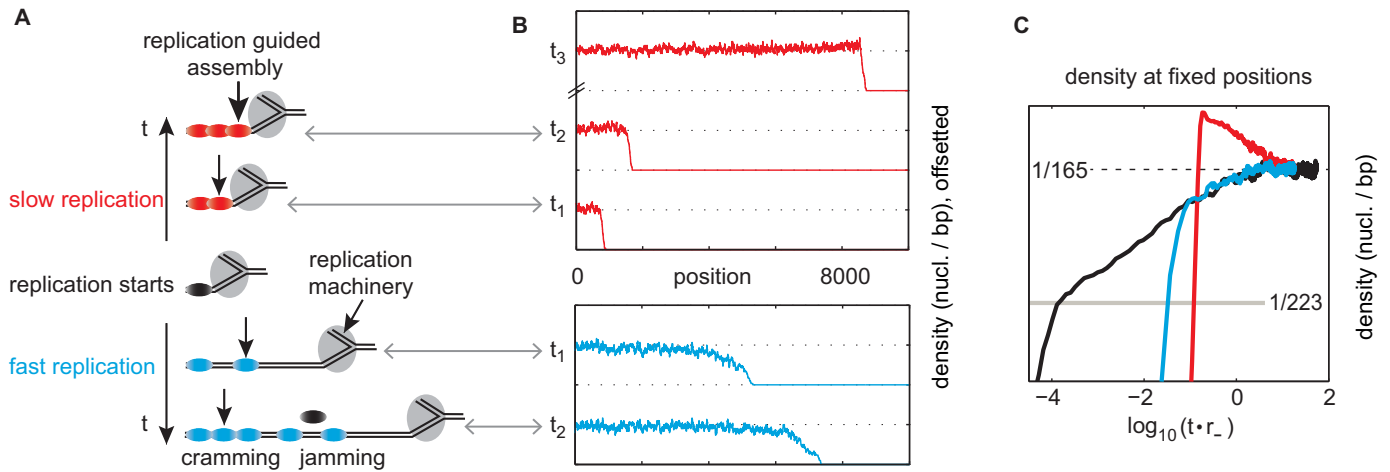 A
replication guided
assembly
t
slow replication
replication starts
replication
machinery
fast replication
t
cramming
jamming
B
t3
t2
t1
0
position
8000
t1
t2
density (nucl. / bp), offsetted
C
density at fixed positions
1/165
1/223
−4
−2
0
2
log10(t•r−)
density (nucl. / bp)